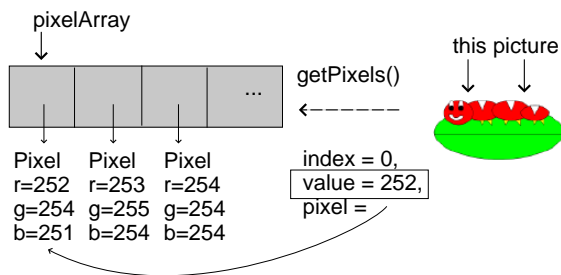 pixelArray
this picture
getPixels()
...
Pixel
r=252
g=254
b=251
Pixel
r=253
g=255
b=254
Pixel
r=254
g=254
b=254
index = 0,
value = 252,
pixel =